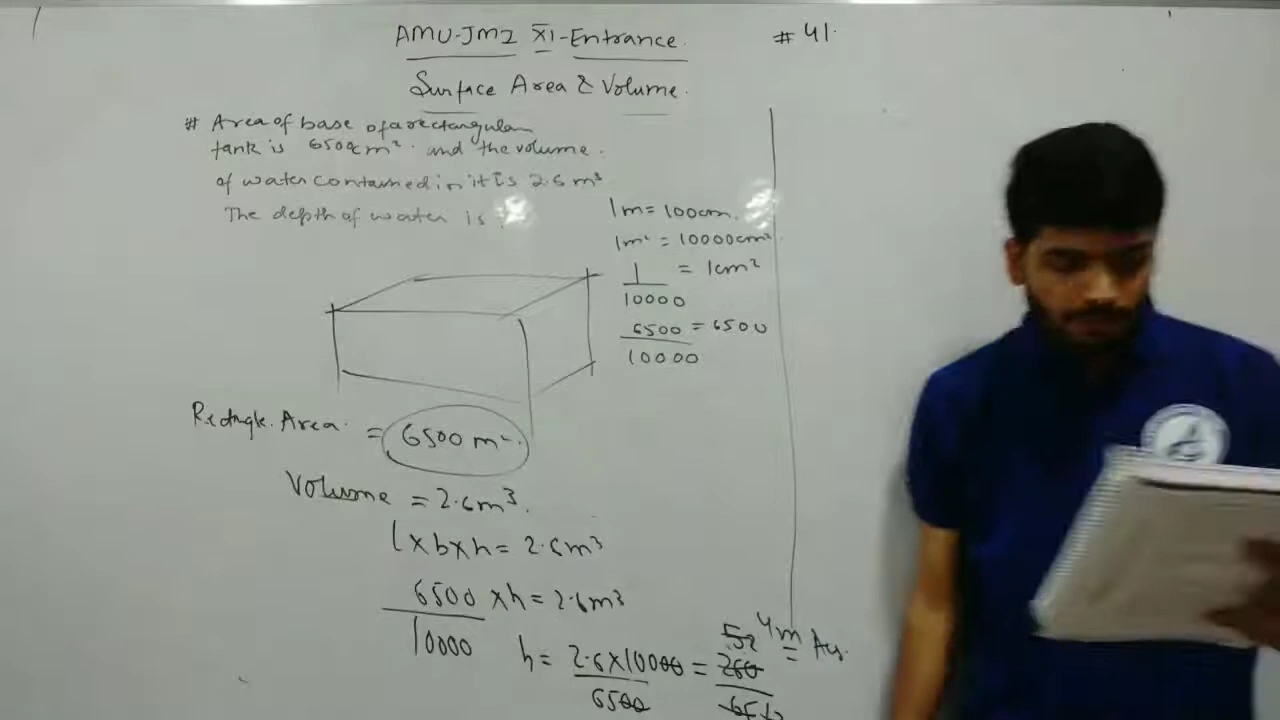 AMU-JMI XI-Entrance.
# 41.
Surface Area & Volume.
# Area of base of a rectangular
tank is 6500cm². and the volume.
of water contained in it is 2.6 m³
The depth of water is
1m = 100cm.
1m² = 10000cm²
1/10000 = 1cm²
6500/10000 = 6500
Rectngle. Area. = 6500 m².
Volume = 2.6m³.
l×b×h = 2.6m³
6500/10000 ×h = 2.6m³
h = 2.6×10000/6500 = 260/65
52 4m Ay.